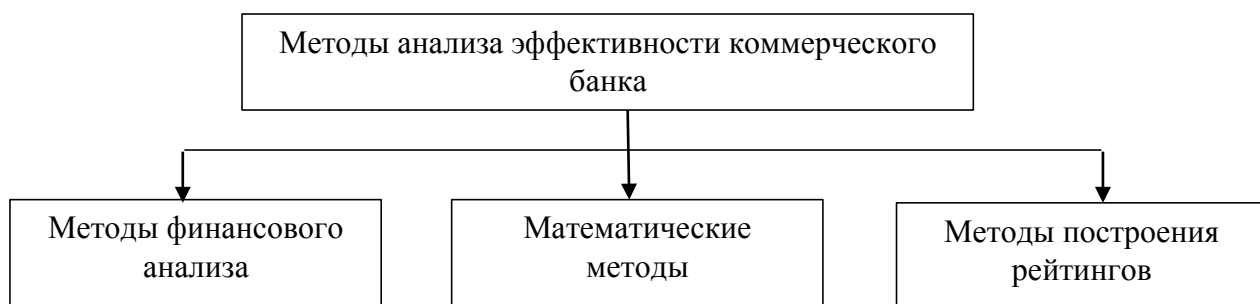 Методы анализа эффективности коммерческого
банка
Методы финансового
анализа
Математические
методы
Методы построения
рейтингов